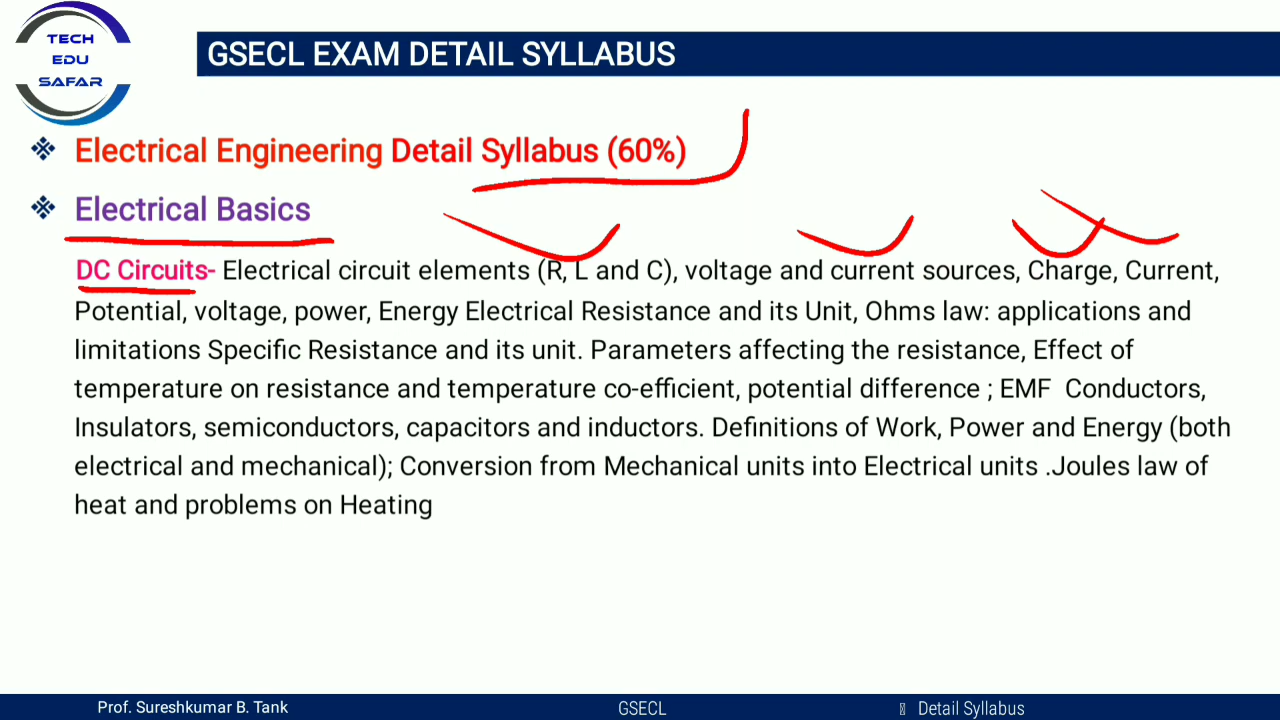 TECH
EDU
SAFAR
GSECL EXAM DETAIL SYLLABUS
Electrical Engineering Detail Syllabus (60%)
Electrical Basics
DC Circuits- Electrical circuit elements (R, L and C), voltage and current sources, Charge, Current,
Potential, voltage, power, Energy Electrical Resistance and its Unit, Ohms law: applications and
limitations Specific Resistance and its unit. Parameters affecting the resistance, Effect of
temperature on resistance and temperature co-efficient, potential difference ; EMF Conductors,
Insulators, semiconductors, capacitors and inductors. Definitions of Work, Power and Energy (both
electrical and mechanical); Conversion from Mechanical units into Electrical units .Joules law of
heat and problems on Heating
Prof. Sureshkumar B. Tank
GSECL
Detail Syllabus